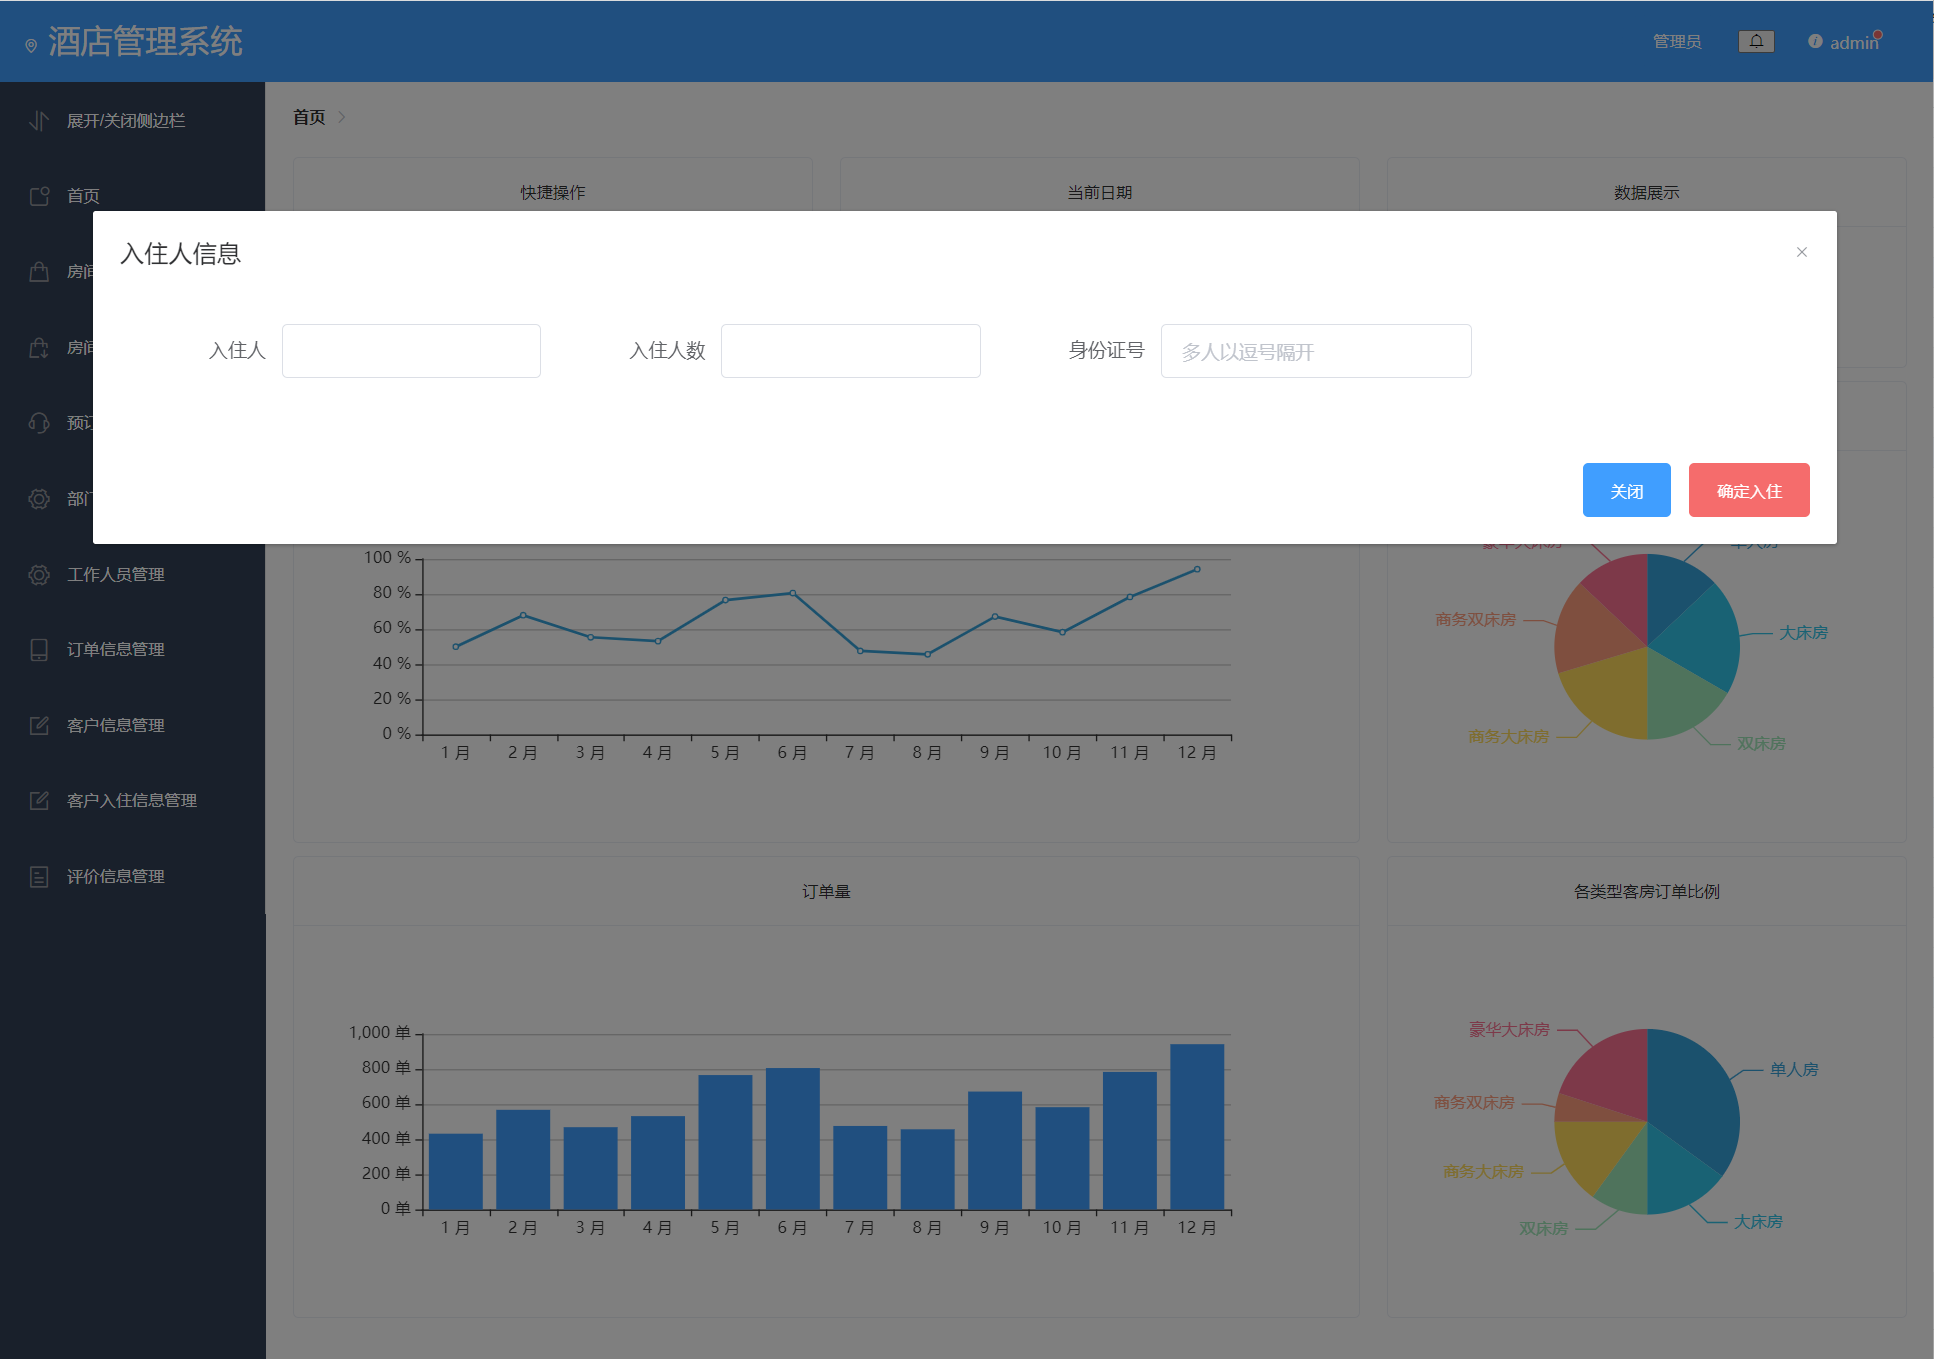 酒店管理系统
管理员
admin
展开/关闭侧边栏
首页
房间
房间
预订
部门
工作人员管理
订单信息管理
客户信息管理
客户入住信息管理
评价信息管理
首页
快捷操作
当前日期
数据展示
入住人信息
入住人
入住人数
身份证号
多人以逗号隔开
关闭
确定入住
100 %
80 %
60 %
40 %
20 %
0 %
1 月 2 月 3 月 4 月 5 月 6 月 7 月 8 月 9 月 10 月 11 月 12 月
豪华大床房
单人房
商务双床房
大床房
商务大床房
双床房
订单量
1,000 单
800 单
600 单
400 单
200 单
0 单
1 月 2 月 3 月 4 月 5 月 6 月 7 月 8 月 9 月 10 月 11 月 12 月
各类型客房订单比例
豪华大床房
单人房
商务双床房
商务大床房
双床房
大床房